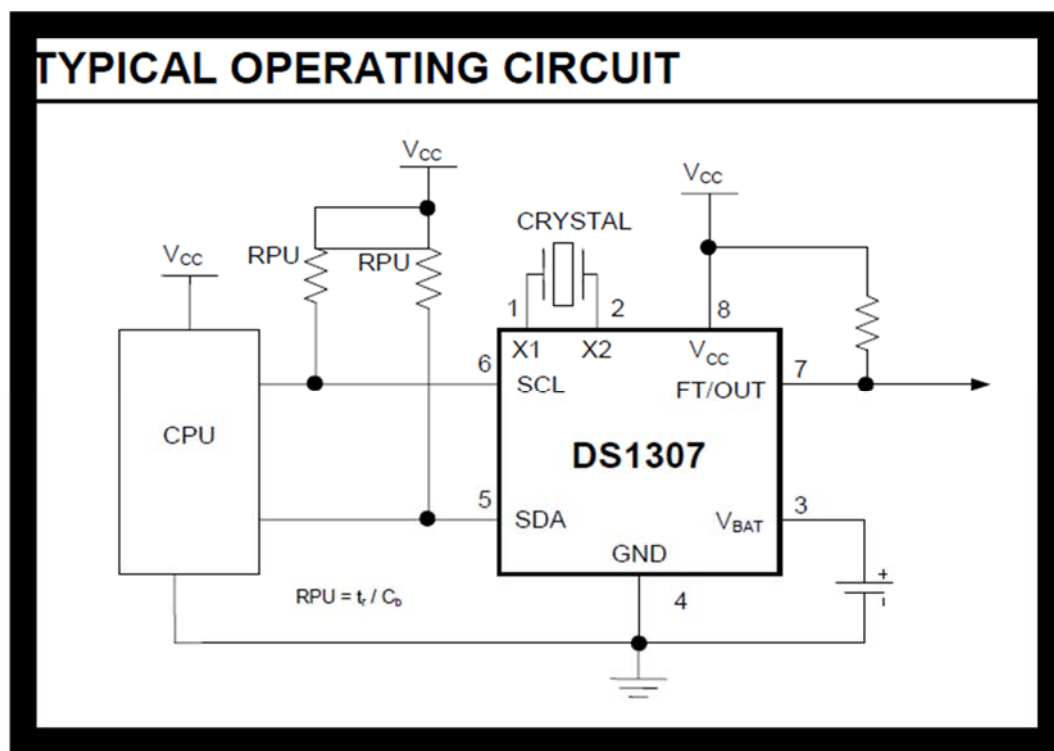 TYPICAL OPERATING CIRCUIT
VCC
VCC
CRYSTAL
VCC
RPU
RPU
1
2
8
X1
X2
VCC
6
SCL
FT/OUT
7
CPU
DS1307
5
SDA
VBAT
3
GND
+
RPU = tr / Cb
4